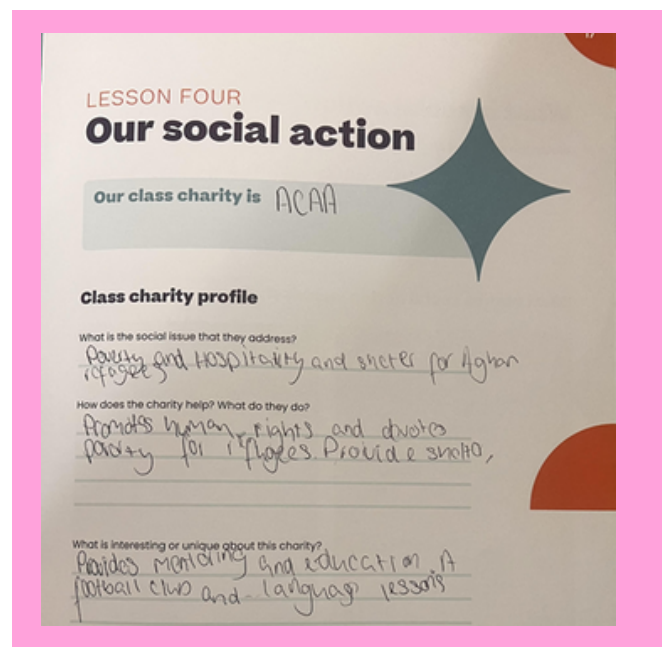 17
LESSON FOUR
Our social action
Our class charity is ACAA
Class charity profile
What is the social issue that they address?
Poverty and Hospitality and shelter for Afghan
refugees
How does the charity help? What do they do?
Promotes human rights and
poverty for refugees. Provide
What is interesting or unique about this charity?
Provides mentoring and education. A
football club and language lessons